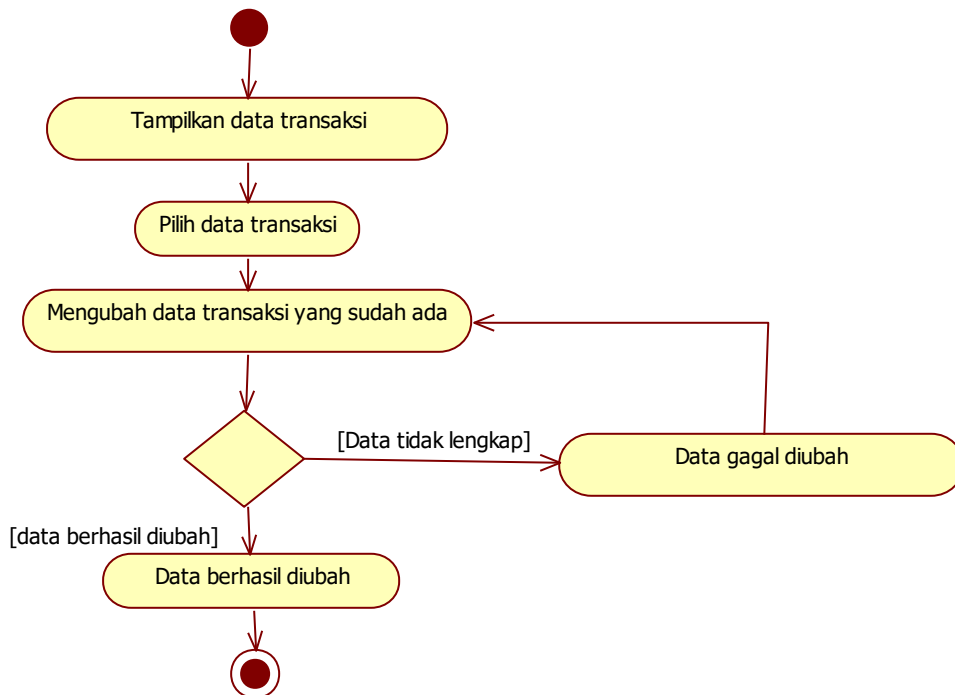 Tampilkan data transaksi
Pilih data transaksi
Mengubah data transaksi yang sudah ada
[Data tidak lengkap]
Data gagal diubah
[data berhasil diubah]
Data berhasil diubah